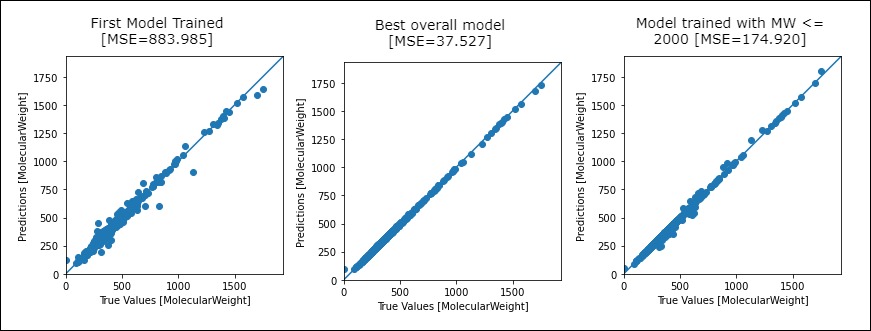 First Model Trained
[MSE=883.985]
1750
1500
1250
1000
750
500
250
0
0 500 1000 1500
Predictions [MolecularWeight]
True Values [MolecularWeight]
Best overall model
[MSE=37.527]
1750
1500
1250
1000
750
500
250
0
0 500 1000 1500
Predictions [MolecularWeight]
True Values [MolecularWeight]
Model trained with MW <=
2000 [MSE=174.920]
1750
1500
1250
1000
750
500
250
0
0 500 1000 1500
Predictions [MolecularWeight]
True Values [MolecularWeight]